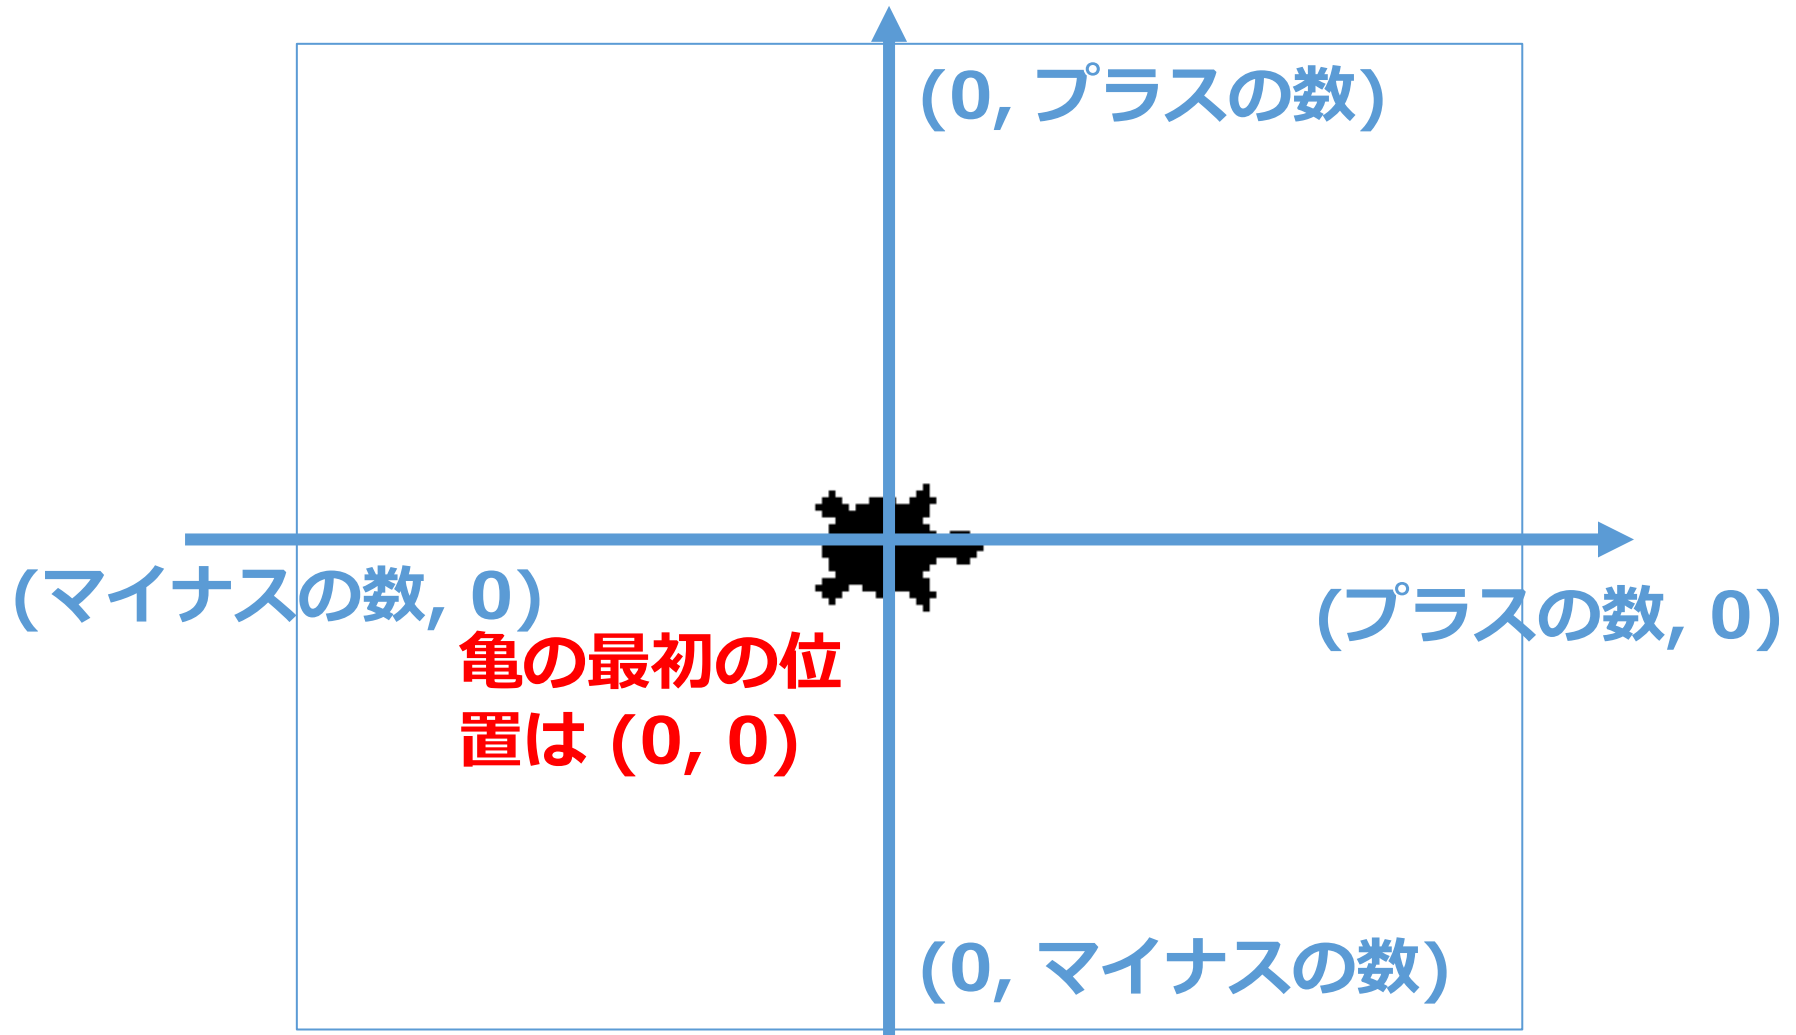 (0, プラスの数)
(マイナスの数, 0)
(プラスの数, 0)
亀の最初の位
置は (0, 0)
(0, マイナスの数)